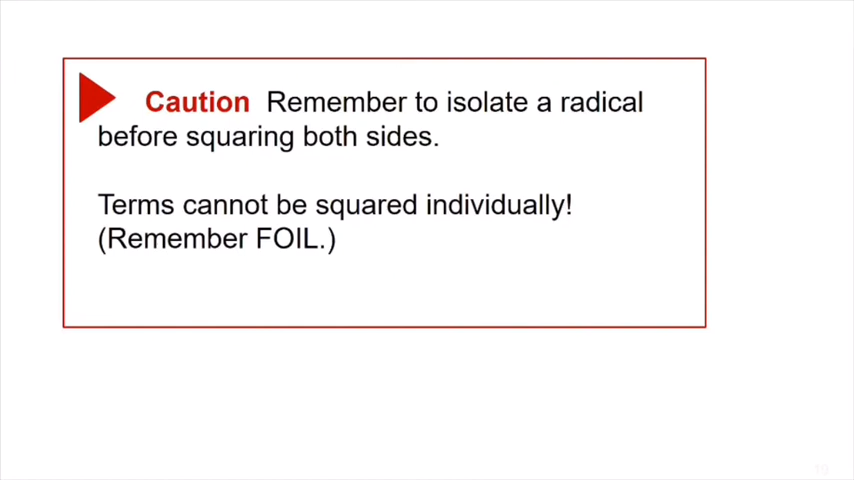 Caution Remember to isolate a radical
before squaring both sides.
Terms cannot be squared individually!
(Remember FOIL.)